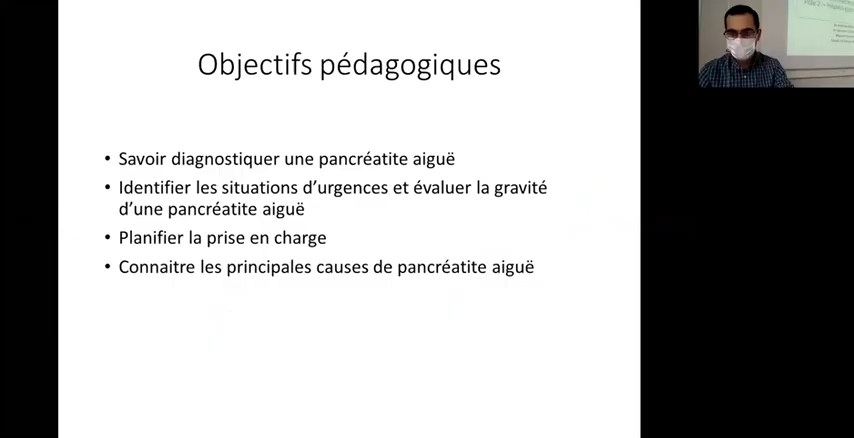 Objectifs pédagogiques
• Savoir diagnostiquer une pancréatite aiguë
• Identifier les situations d'urgences et évaluer la gravité
d'une pancréatite aiguë
• Planifier la prise en charge
• Connaitre les principales causes de pancréatite aiguë